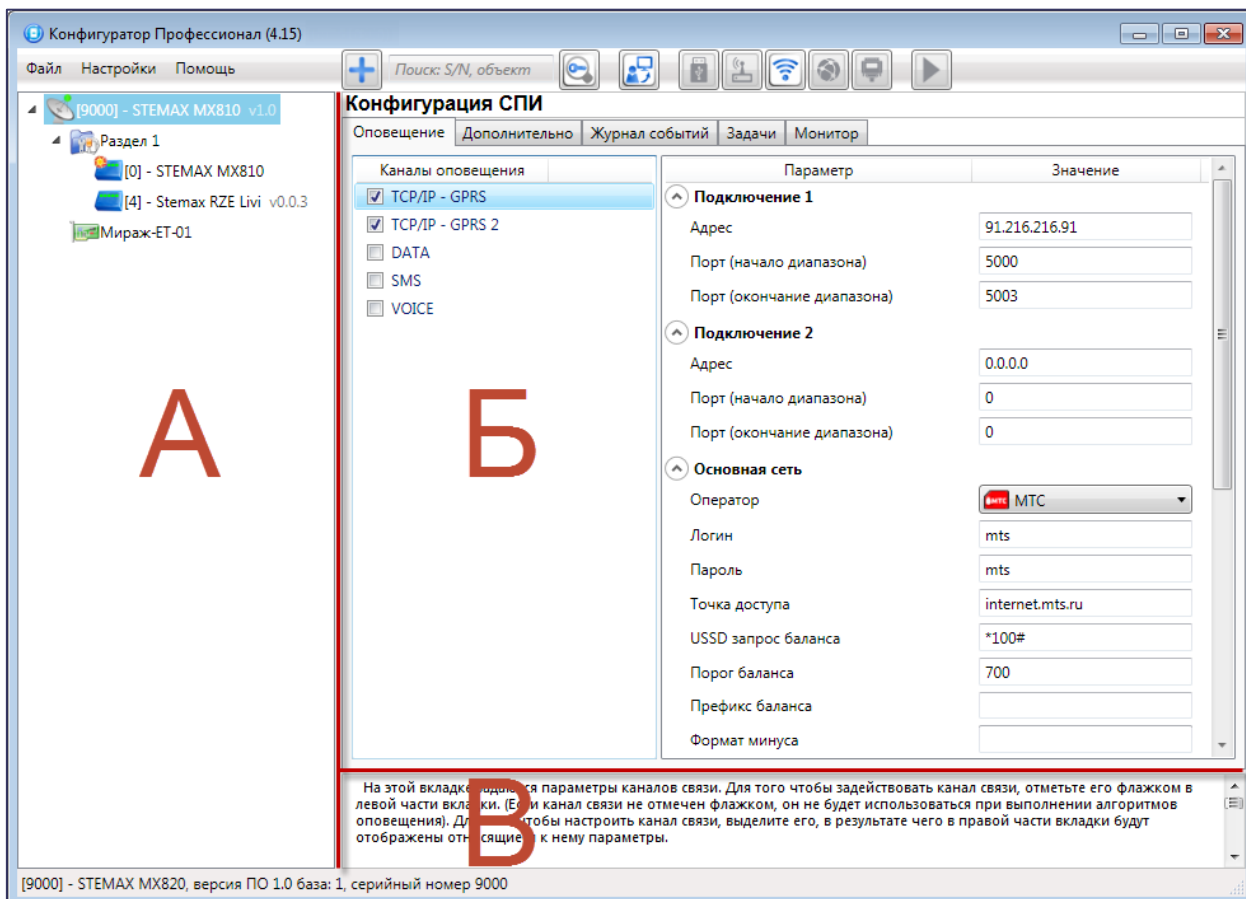 Конфигуратор Профессионал (4.15)
Файл Настройки Помощь
Поиск: S/N, объект
[9000] - STEMAX MX810 v1.0
Раздел 1
[0] - STEMAX MX810
[4] - Stemax RZE Livi v0.0.3
Мираж-ET-01
А
Конфигурация СПИ
Оповещение Дополнительно Журнал событий Задачи Монитор
Каналы оповещения
TCP/IP - GPRS
TCP/IP - GPRS 2
DATA
SMS
VOICE
Б
Параметр Значение
Подключение 1
Адрес 91.216.216.91
Порт (начало диапазона) 5000
Порт (окончание диапазона) 5003
Подключение 2
Адрес 0.0.0.0
Порт (начало диапазона) 0
Порт (окончание диапазона) 0
Основная сеть
Оператор МТС
Логин mts
Пароль mts
Точка доступа internet.mts.ru
USSD запрос баланса *100#
Порог баланса 700
Префикс баланса
Формат минуса
На этой вкладке параметры каналов связи. Для того чтобы задействовать канал связи, отметьте его флажком в
левой части вкладки. (Если канал связи не отмечен флажком, он не будет использоваться при выполнении алгоритмов
оповещения). чтобы настроить канал связи, выделите его, в результате чего в правой части вкладки будут
отображены относящиеся к нему параметры.
В
[9000] - STEMAX MX820, версия ПО 1.0 база: 1, серийный номер 9000